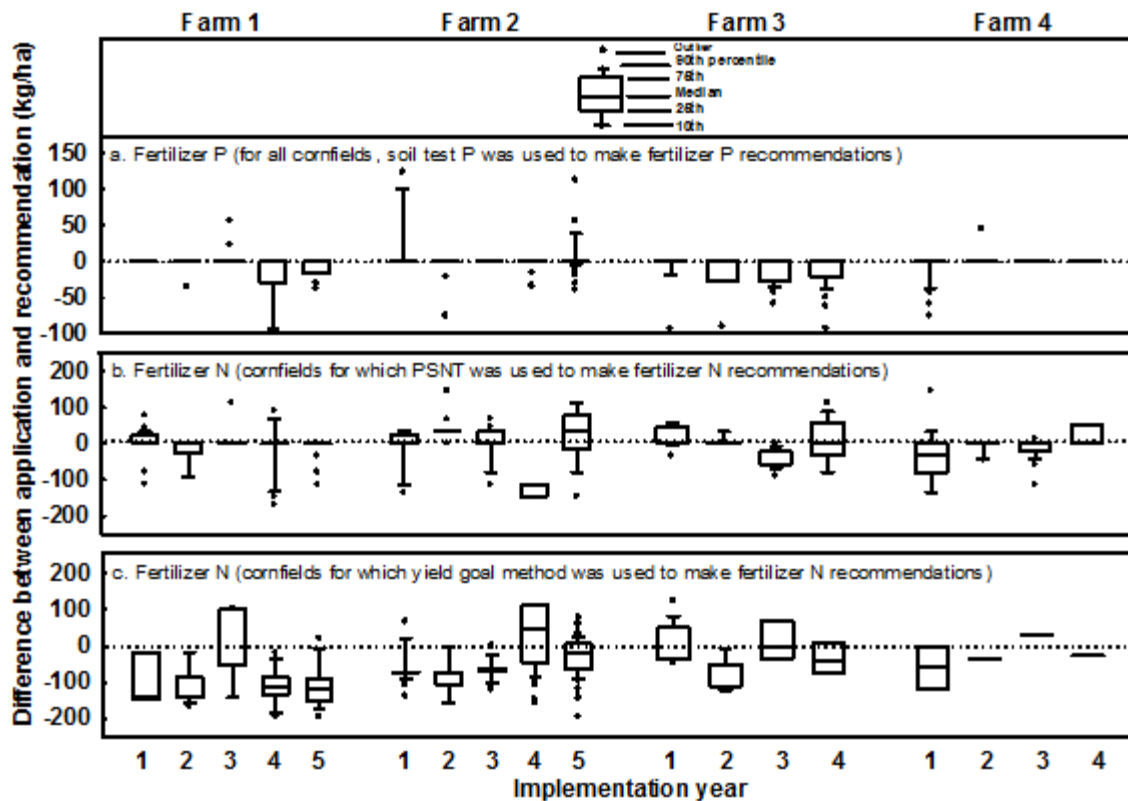 Farm 1 Farm 2 Farm 3 Farm 4
Outlier
90th percentile
75th
Median
25th
10th
Difference between application and recommendation (kg/ha)
a. Fertilizer P (for all cornfields, soil test P was used to make fertilizer P recommendations)
150
100
50
0
-50
-100
b. Fertilizer N (cornfields for which PSNT was used to make fertilizer N recommendations)
200
100
0
-100
-200
c. Fertilizer N (cornfields for which yield goal method was used to make fertilizer N recommendations)
200
100
0
-100
-200
1 2 3 4 5 1 2 3 4 5 1 2 3 4 1 2 3 4
Implementation year